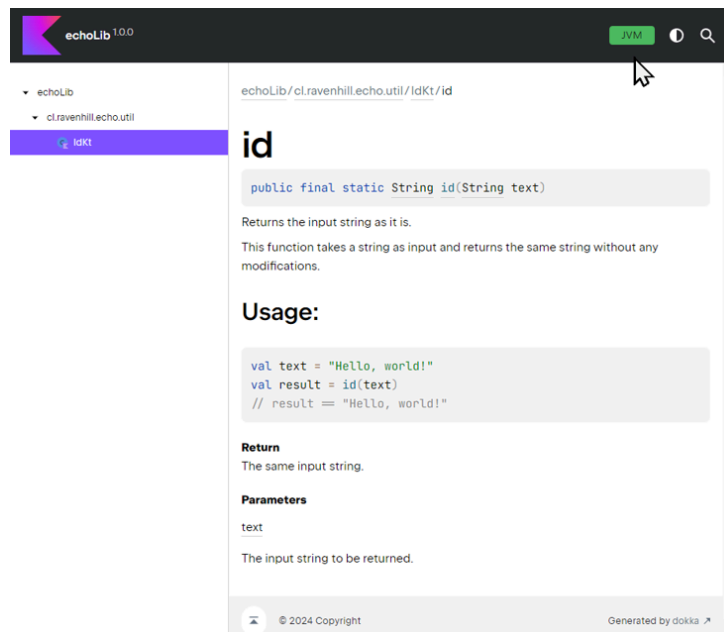 echoLib 1.0.0
JVM
echoLib
cl.ravenhill.echo.util
IdKt
echoLib/cl.ravenhill.echo.util/IdKt/id
id
public final static String id(String text)
Returns the input string as it is.
This function takes a string as input and returns the same string without any
modifications.
Usage:
val text = "Hello, world!"
val result = id(text)
// result == "Hello, world!"
Return
The same input string.
Parameters
text
The input string to be returned.
© 2024 Copyright
Generated by dokka